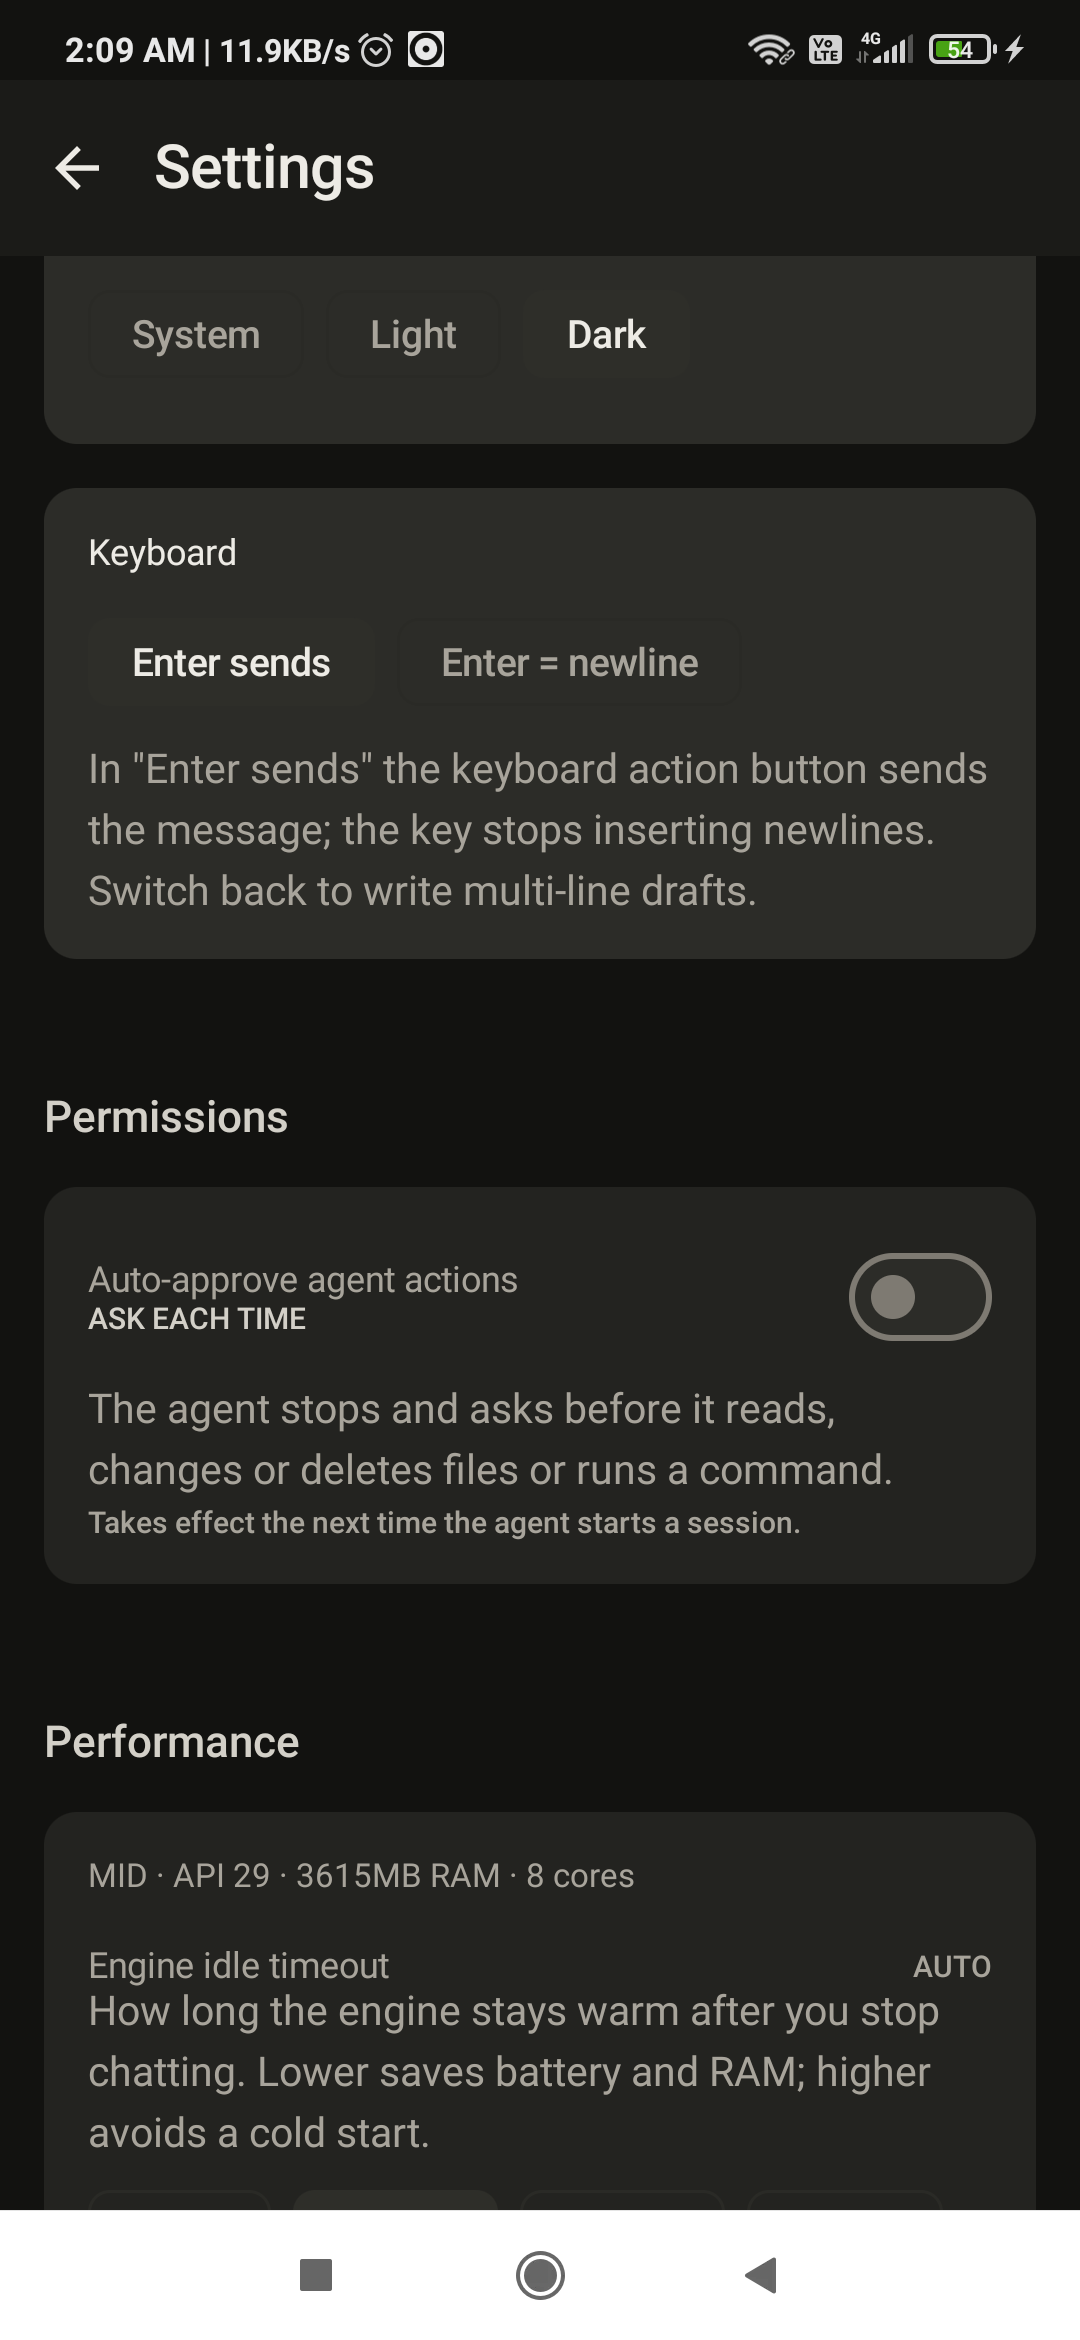 2:09 AM | 11.9KB/s
Vo LTE
4G
54
Settings
System
Light
Dark
Keyboard
Enter sends
Enter = newline
In "Enter sends" the keyboard action button sends
the message; the key stops inserting newlines.
Switch back to write multi-line drafts.
Permissions
Auto-approve agent actions
ASK EACH TIME
The agent stops and asks before it reads,
changes or deletes files or runs a command.
Takes effect the next time the agent starts a session.
Performance
MID · API 29 · 3615MB RAM · 8 cores
Engine idle timeout
AUTO
How long the engine stays warm after you stop
chatting. Lower saves battery and RAM; higher
avoids a cold start.